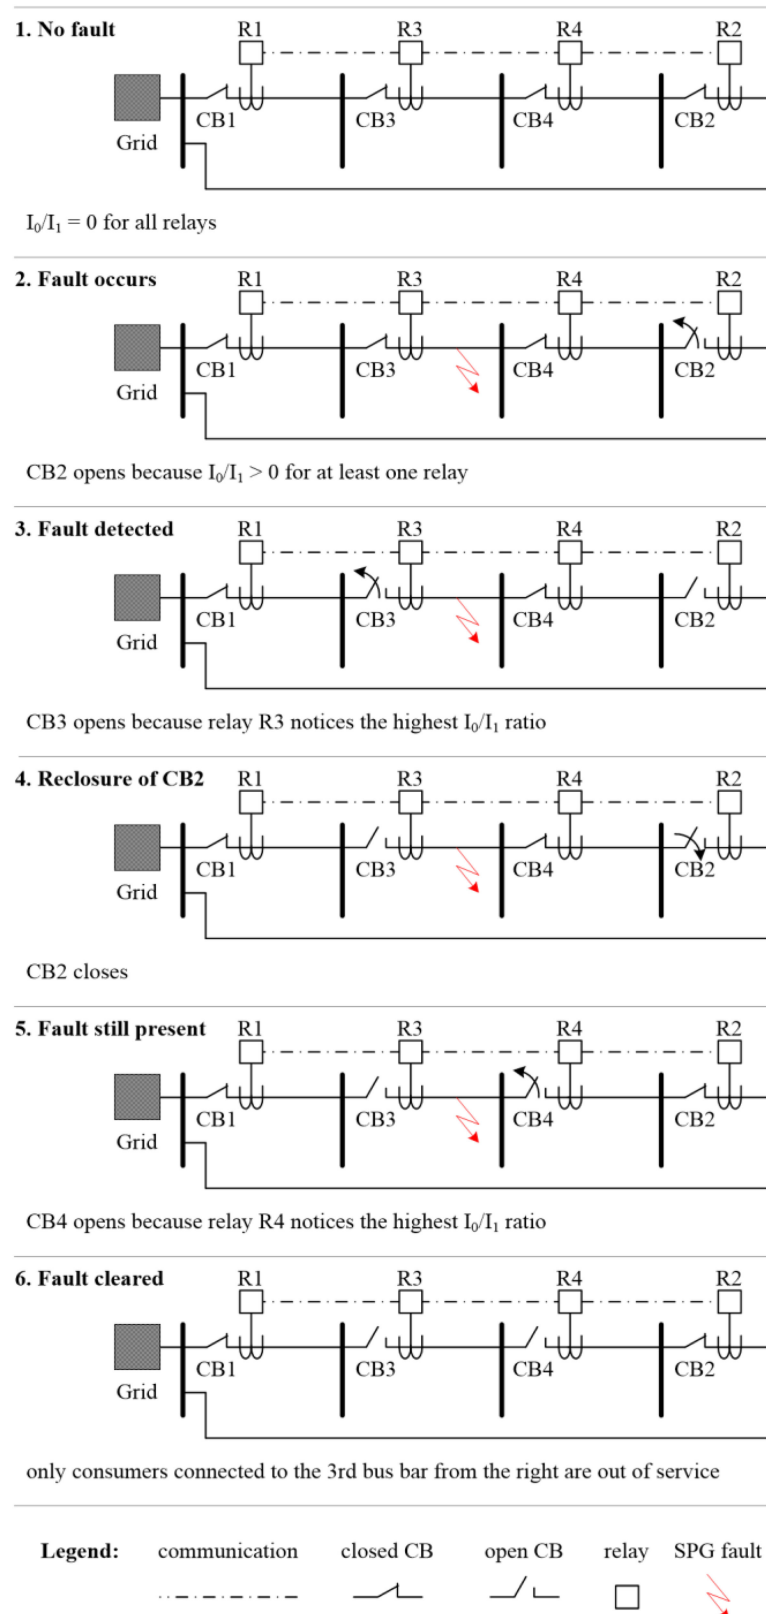 1. No fault
R1 R3 R4 R2
CB1 CB3 CB4 CB2
Grid
I₀/I₁ = 0 for all relays
2. Fault occurs
R1 R3 R4 R2
CB1 CB3 CB4 CB2
Grid
CB2 opens because I₀/I₁ > 0 for at least one relay
3. Fault detected
R1 R3 R4 R2
CB1 CB3 CB4 CB2
Grid
CB3 opens because relay R3 notices the highest I₀/I₁ ratio
4. Reclosure of CB2
R1 R3 R4 R2
CB1 CB3 CB4 CB2
Grid
CB2 closes
5. Fault still present
R1 R3 R4 R2
CB1 CB3 CB4 CB2
Grid
CB4 opens because relay R4 notices the highest I₀/I₁ ratio
6. Fault cleared
R1 R3 R4 R2
CB1 CB3 CB4 CB2
Grid
only consumers connected to the 3rd bus bar from the right are out of service
Legend: communication closed CB open CB relay SPG fault